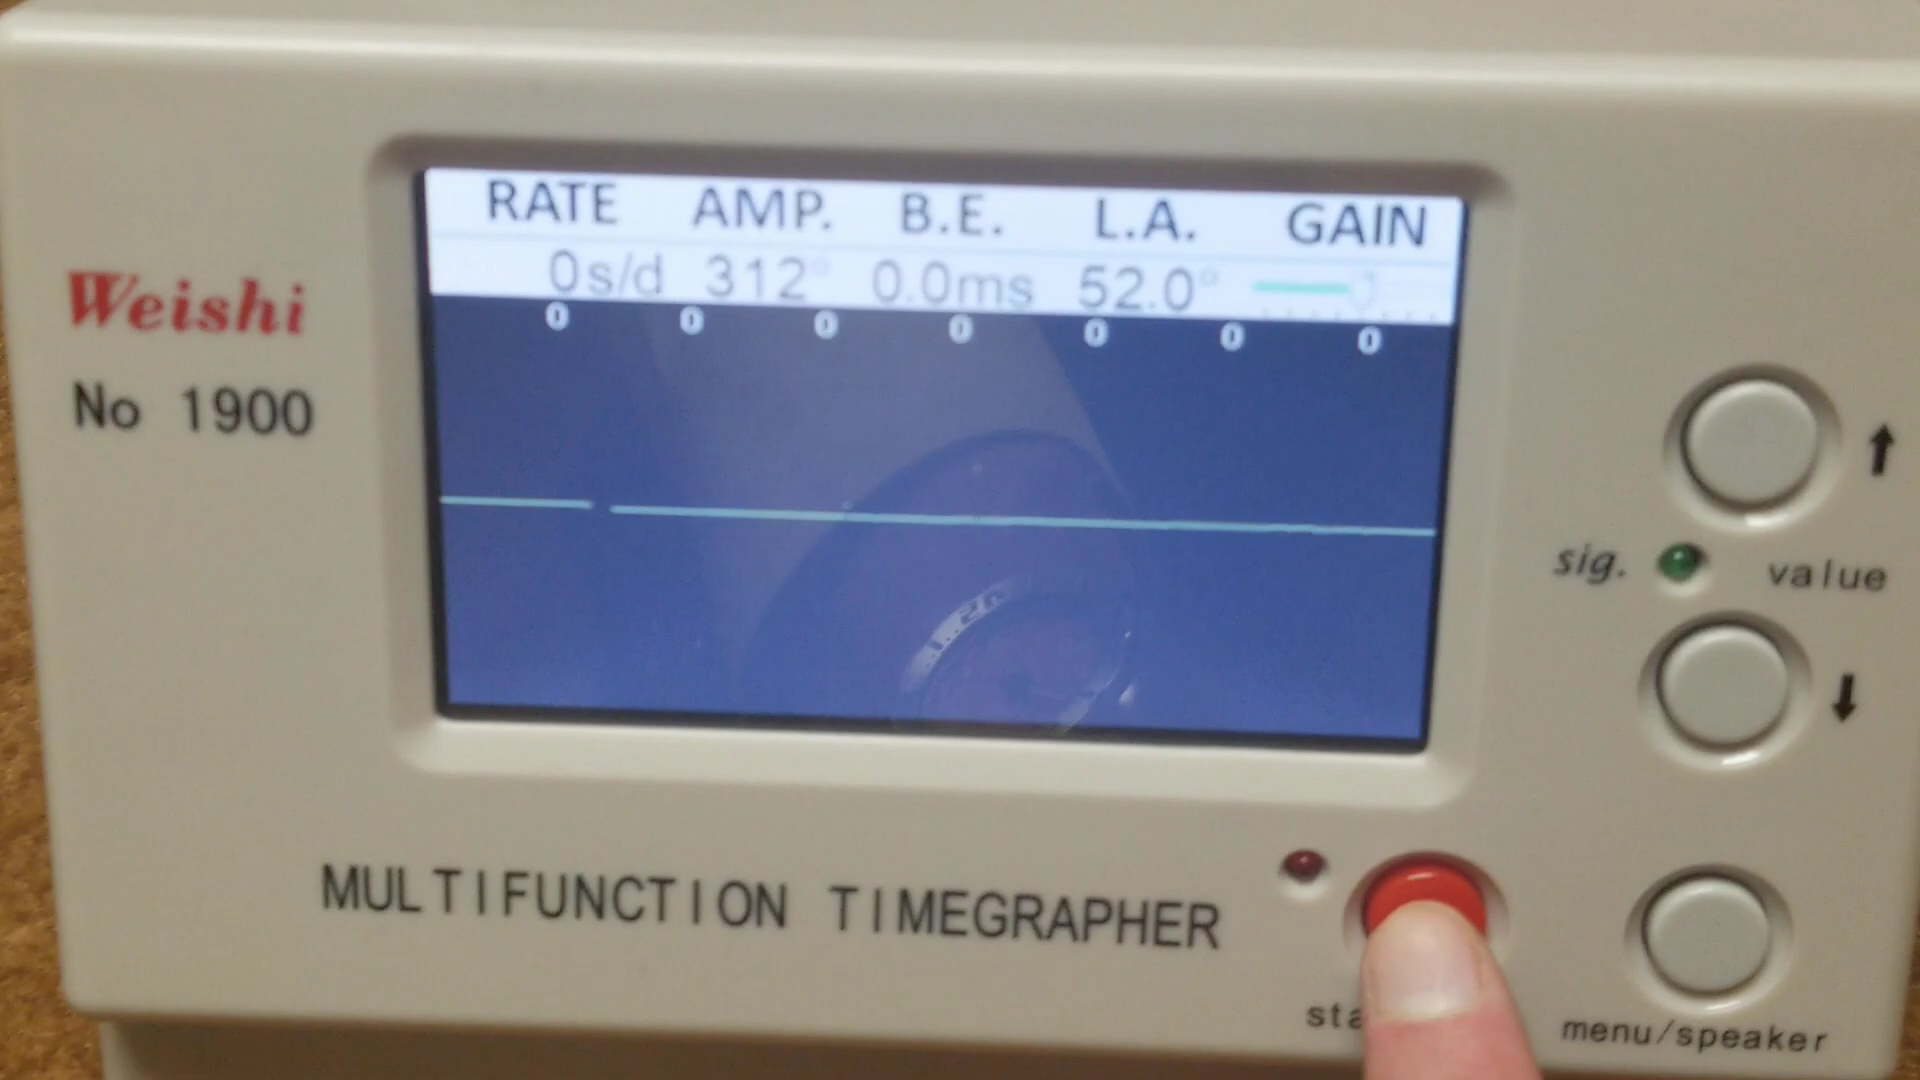 RATE AMP. B.E. L.A. GAIN
0s/d 312° 0.0ms 52.0°
0 0 0 0 0 0 0
Weishi
No 1900
sig. value
MULTIFUNCTION TIMEGRAPHER
menu/speaker